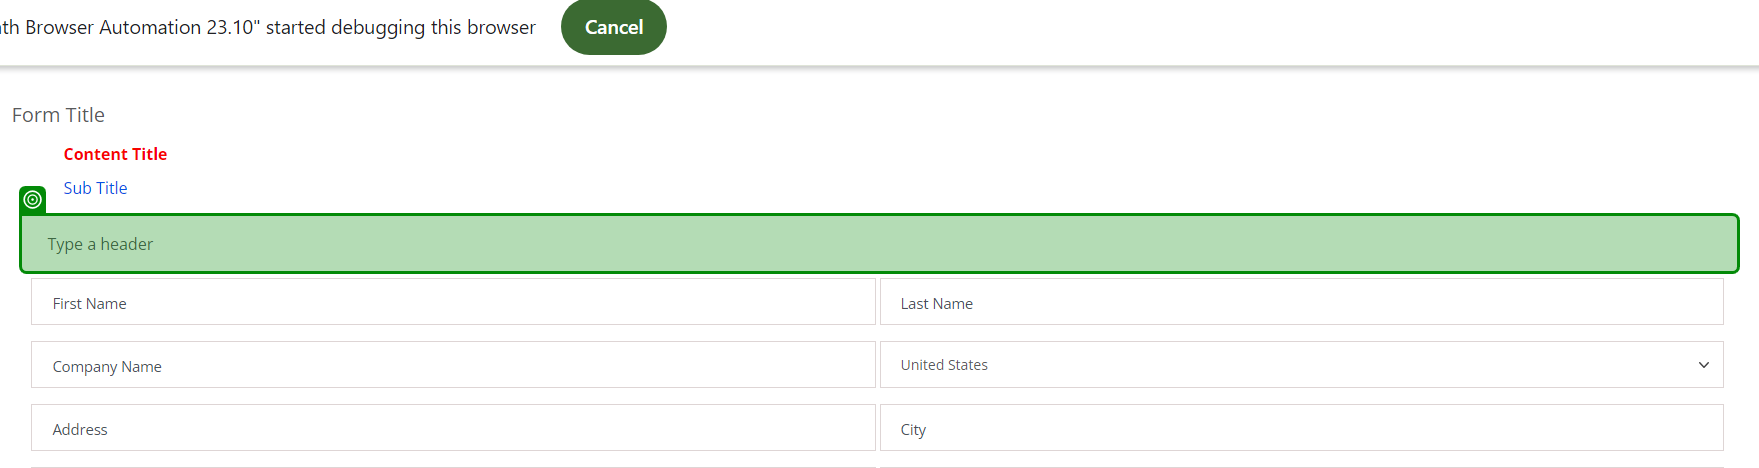 Browser Automation 23.10" started debugging this browser
Cancel
Form Title
Content Title
Sub Title
Type a header
First Name
Last Name
Company Name
United States
Address
City